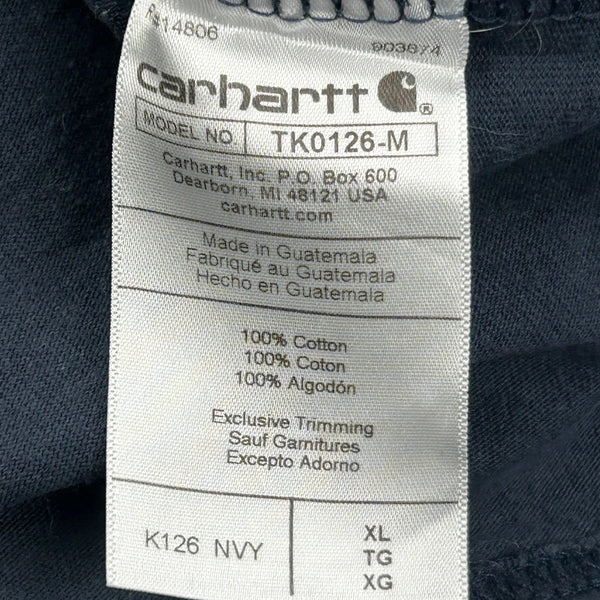 14806
903874
carhartt
MODEL NO TK0126-M
Carhartt, Inc. P.O. Box 600
Dearborn, MI 48121 USA
carhartt.com
Made in Guatemala
Fabriqué au Guatemala
Hecho en Guatemala
100% Cotton
100% Coton
100% Algodón
Exclusive Trimming
Sauf Garnitures
Excepto Adorno
K126 NVY
XL
TG
XG